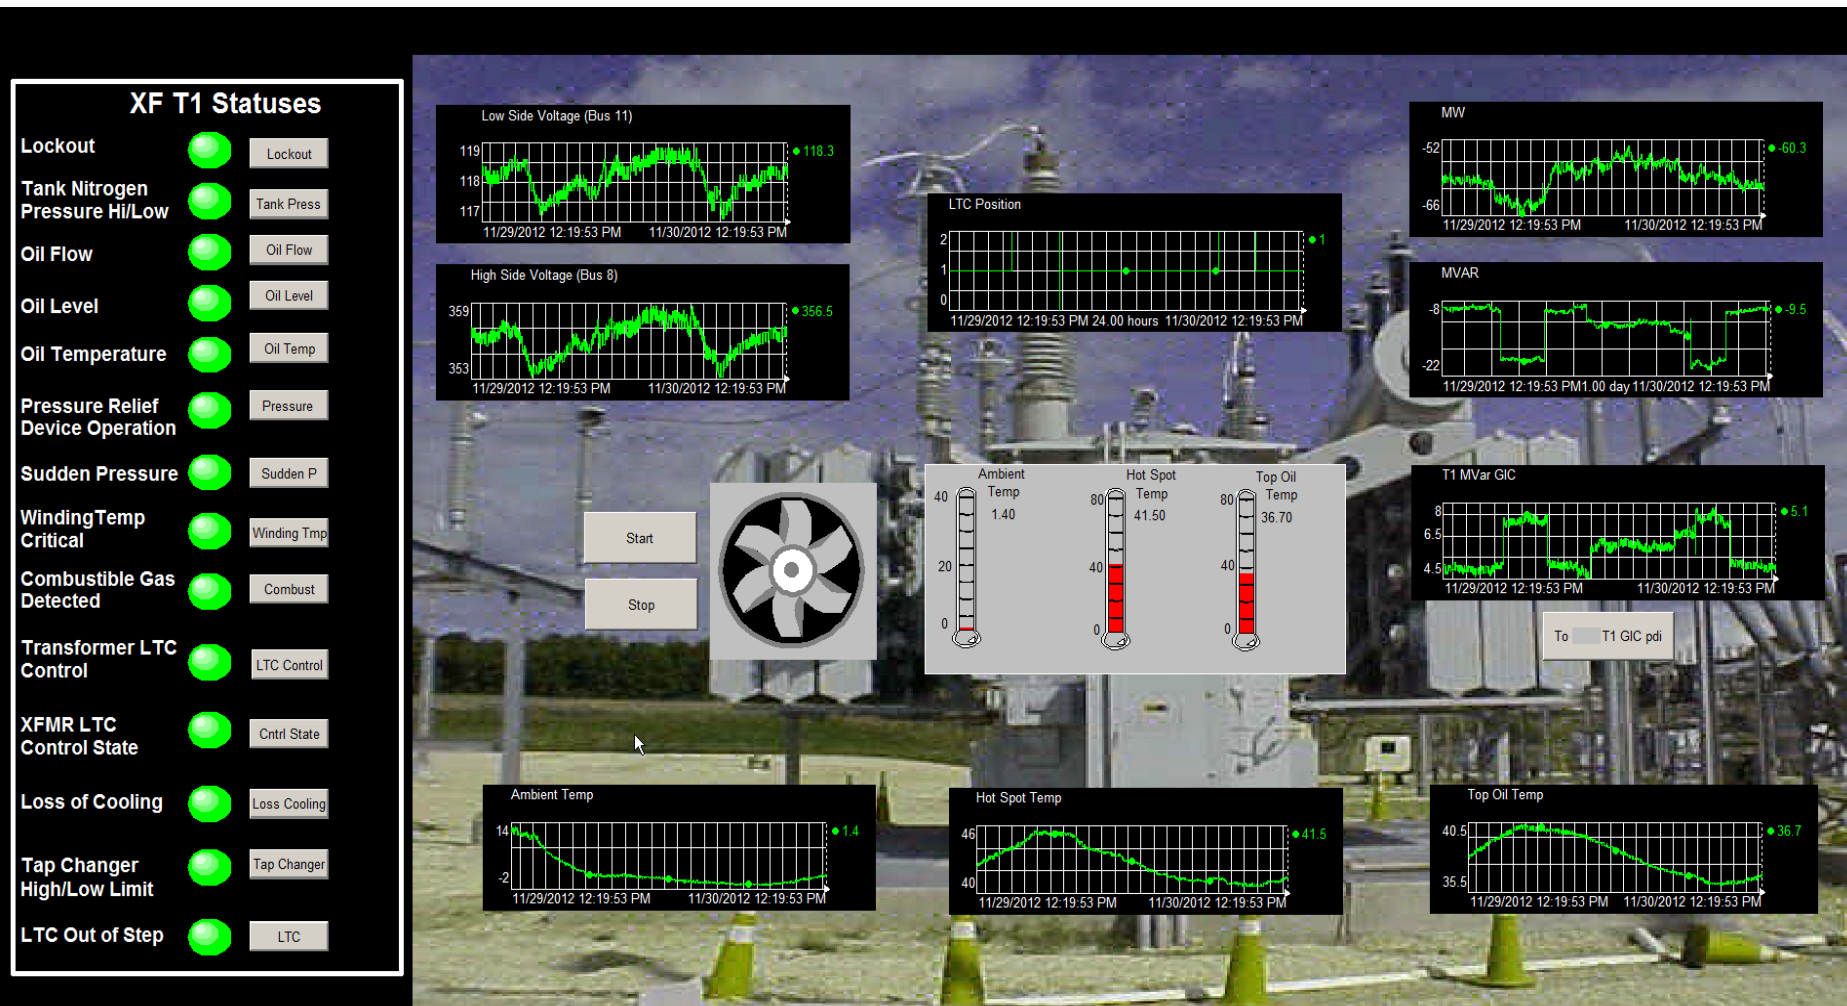 XF T1 Statuses
Lockout
Lockout
Tank Nitrogen
Pressure Hi/Low
Tank Press
Oil Flow
Oil Flow
Oil Level
Oil Level
Oil Temperature
Oil Temp
Pressure Relief
Device Operation
Pressure
Sudden Pressure
Sudden P
WindingTemp
Critical
Winding Tmp
Combustible Gas
Detected
Combust
Transformer LTC
Control
LTC Control
XFMR LTC
Control State
Cntrl State
Loss of Cooling
Loss Cooling
Tap Changer
High/Low Limit
Tap Changer
LTC Out of Step
LTC
Low Side Voltage (Bus 11)
119
118
117
118.3
11/29/2012 12:19:53 PM 11/30/2012 12:19:53 PM
High Side Voltage (Bus 8)
359
353
356.5
11/29/2012 12:19:53 PM 11/30/2012 12:19:53 PM
LTC Position
2
1
0
1
11/29/2012 12:19:53 PM 24.00 hours 11/30/2012 12:19:53 PM
MW
-52
-66
-60.3
11/29/2012 12:19:53 PM 11/30/2012 12:19:53 PM
MVAR
-8
-22
-9.5
11/29/2012 12:19:53 PM1.00 day 11/30/2012 12:19:53 PM
T1 MVar GIC
8
6.5
4.5
5.1
11/29/2012 12:19:53 PM 11/30/2012 12:19:53 PM
To T1 GIC pdi
Start
Stop
Ambient
Temp
1.40
40
20
0
Hot Spot
Temp
41.50
80
40
0
Top Oil
Temp
36.70
80
40
0
Ambient Temp
14
-2
1.4
11/29/2012 12:19:53 PM 11/30/2012 12:19:53 PM
Hot Spot Temp
46
40
41.5
11/29/2012 12:19:53 PM 11/30/2012 12:19:53 PM
Top Oil Temp
40.5
35.5
36.7
11/29/2012 12:19:53 PM 11/30/2012 12:19:53 PM